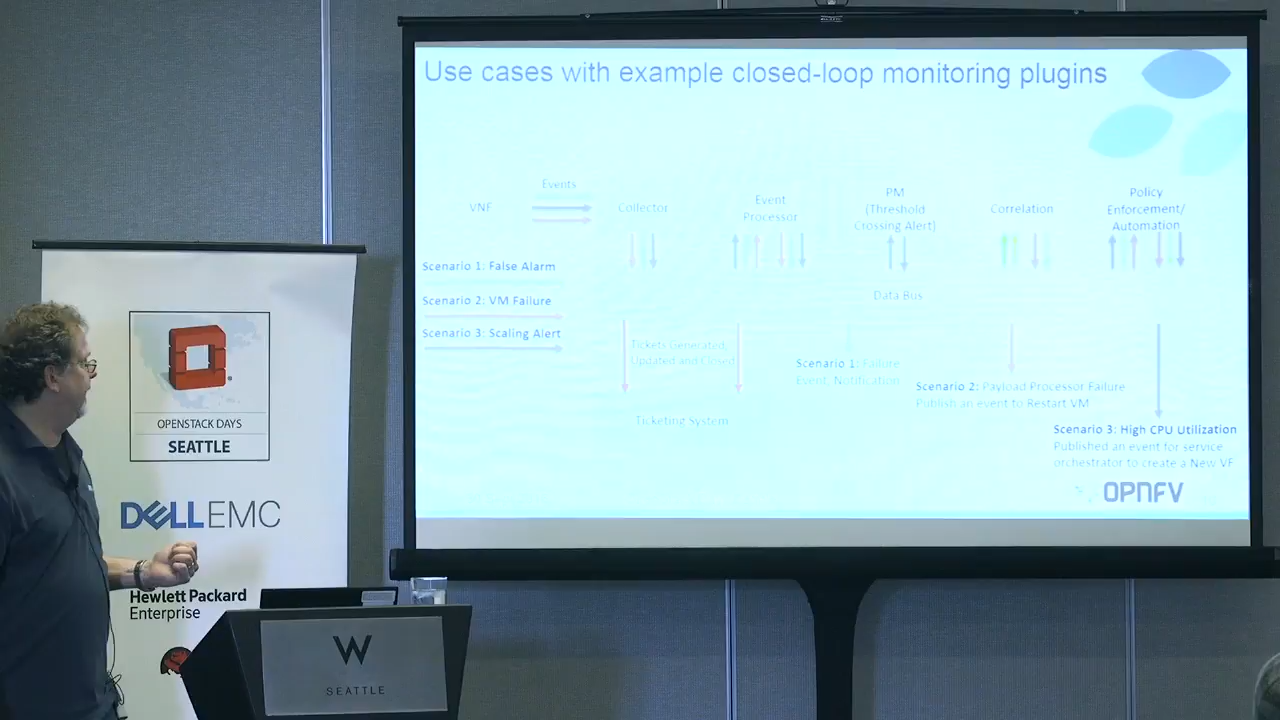 Use cases with example closed-loop monitoring plugins
Events
VNF
Collector
Event
Processor
PM
(Threshold
Crossing Alert)
Correlation
Policy
Enforcement/
Automation
Scenario 1: False Alarm
Scenario 2: VM Failure
Scenario 3: Scaling Alert
Data Bus
Tickets Generated,
Updated and Closed
Ticketing System
Scenario 1: Failure
Event, Notification
Scenario 2: Payload Processor Failure
Publish an event to Restart VM
Scenario 3: High CPU Utilization
Published an event for service
orchestrator to create a New VF
OPNFV
OPENSTACK DAYS
SEATTLE
DELLEMC
Hewlett Packard
Enterprise
W
SEATTLE